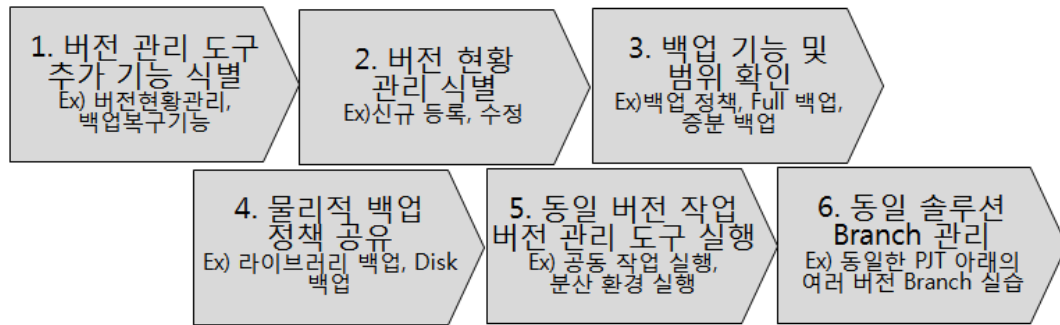 1. 버전 관리 도구
추가 기능 식별
Ex) 버전현황관리,
백업복구기능
2. 버전 현황
관리 식별
Ex)신규 등록, 수정
3. 백업 기능 및
범위 확인
Ex)백업 정책, Full 백업,
증분 백업
4. 물리적 백업
정책 공유
Ex) 라이브러리 백업, Disk
백업
5. 동일 버전 작업
버전 관리 도구 실행
Ex) 공동 작업 실행,
분산 환경 실행
6. 동일 솔루션
Branch 관리
Ex) 동일한 PJT 아래의
여러 버전 Branch 실습